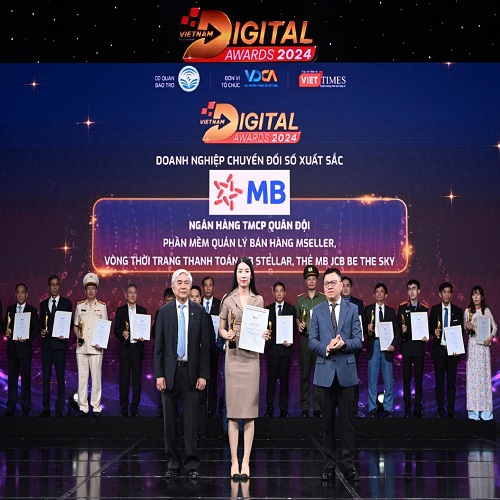 VIETNAM DIGITAL
AWARDS 2024
CƠ QUAN
BẢO TRỢ
ĐƠN VỊ
TỔ CHỨC
VDCA
VIETTIMES
VIETNAM DIGITAL
AWARDS 2024
DOANH NGHIỆP CHUYỂN ĐỔI SỐ XUẤT SẮC
MB
NGÂN HÀNG TMCP QUÂN ĐỘI
PHẦN MỀM QUẢN LÝ BÁN HÀNG MSELLER,
VÒNG THỜI TRANG THANH TOÁN MB STELLAR, THẺ MB JCB BE THE SKY